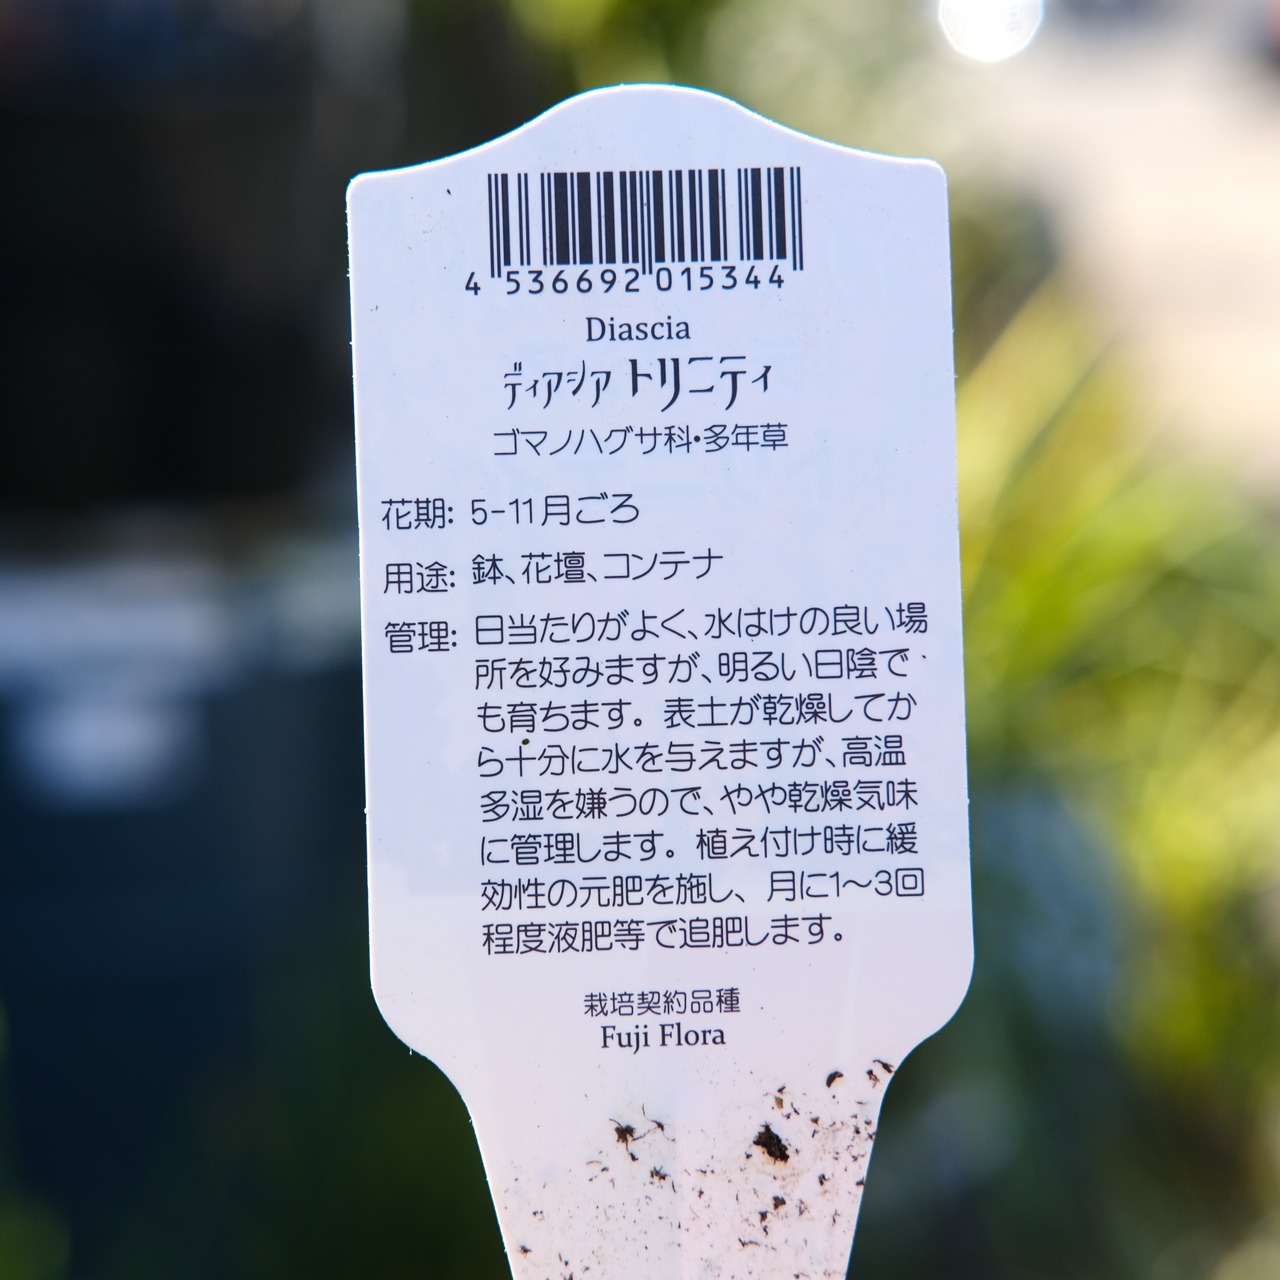 4 536692 015344
Diascia
ディアシア トリニティ
ゴマノハグサ科・多年草
花期: 5-11月ごろ
用途: 鉢、花壇、コンテナ
管理: 日当たりがよく、水はけの良い場
所を好みますが、明るい日陰で
も育ちます。表土が乾燥してか
ら十分に水を与えますが、高温
多湿を嫌うので、やや乾燥気味
に管理します。植え付け時に緩
効性の元肥を施し、月に1〜3回
程度液肥等で追肥します。
栽培契約品種
Fuji Flora